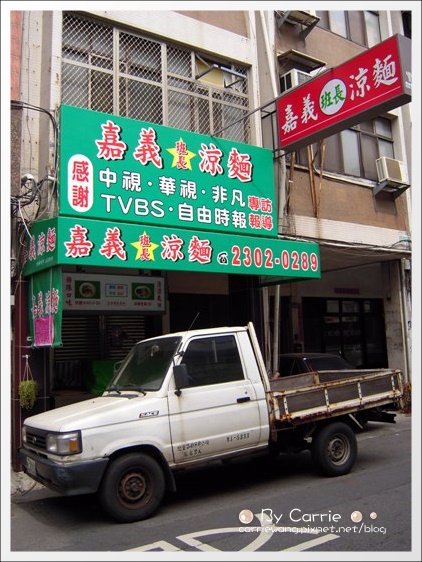 嘉義班長涼麵
嘉義班長涼麵
感謝
中視·華視·非凡
TVBS·自由時報
專訪
報導
嘉義班長涼麵 ☎2302-0289
By Carrie
carriewang.pixnet.net/blog